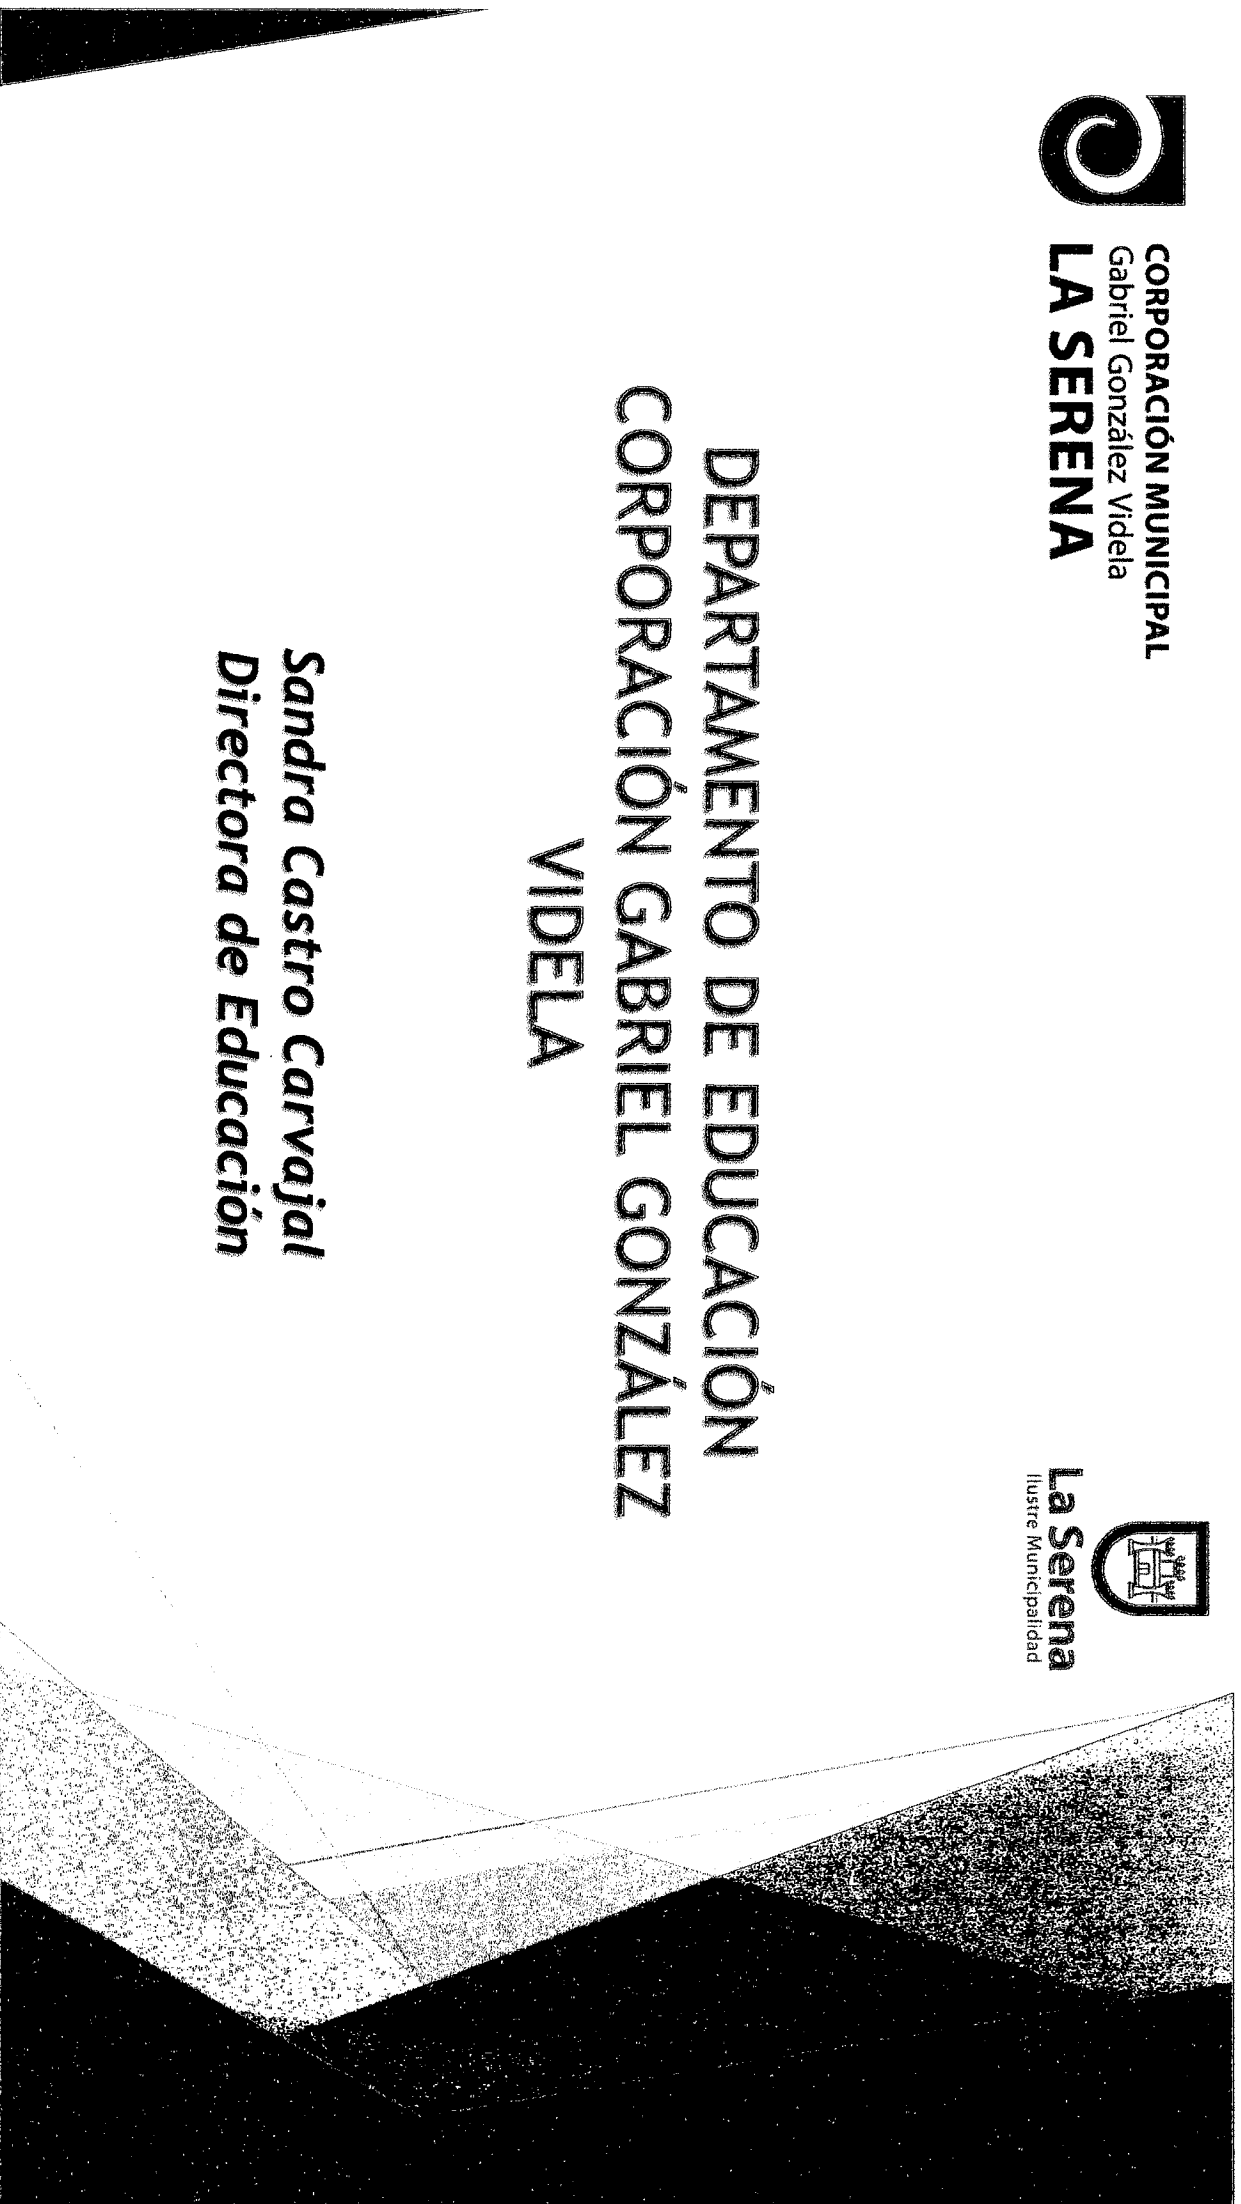 CORPORACIÓN MUNICIPAL
Gabriel González Videla
LA SERENA
La Serena
Ilustre Municipalidad
DEPARTAMENTO DE EDUCACIÓN
CORPORACIÓN GABRIEL GONZÁLEZ
VIDELA
Sandra Castro Carvajal
Directora de Educación